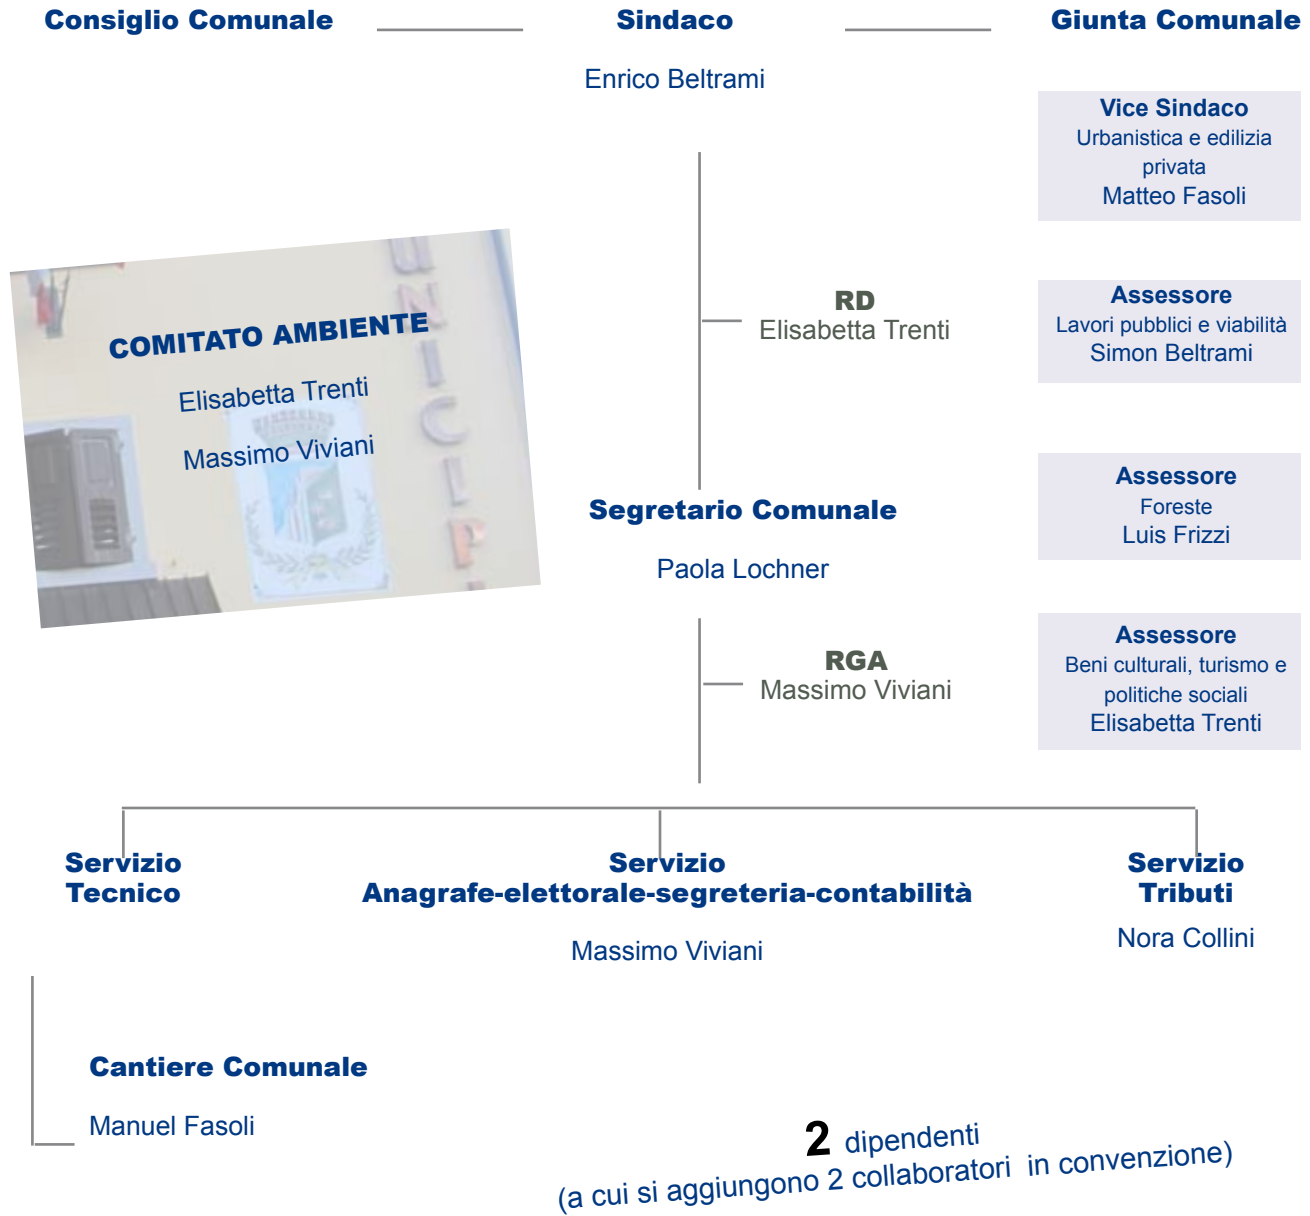 Consiglio Comunale
Sindaco
Giunta Comunale
Enrico Beltrami
Vice Sindaco
Urbanistica e edilizia
privata
Matteo Fasoli
Assessore
Lavori pubblici e viabilità
Simon Beltrami
Assessore
Foreste
Luis Frizzi
Assessore
Beni culturali, turismo e
politiche sociali
Elisabetta Trenti
RD
Elisabetta Trenti
COMITATO AMBIENTE
Elisabetta Trenti
Massimo Viviani
UNICIP
Segretario Comunale
Paola Lochner
RGA
Massimo Viviani
Servizio
Tecnico
Servizio
Anagrafe-elettorale-segreteria-contabilità
Massimo Viviani
Servizio
Tributi
Nora Collini
Cantiere Comunale
Manuel Fasoli
2 dipendenti
(a cui si aggiungono 2 collaboratori in convenzione)